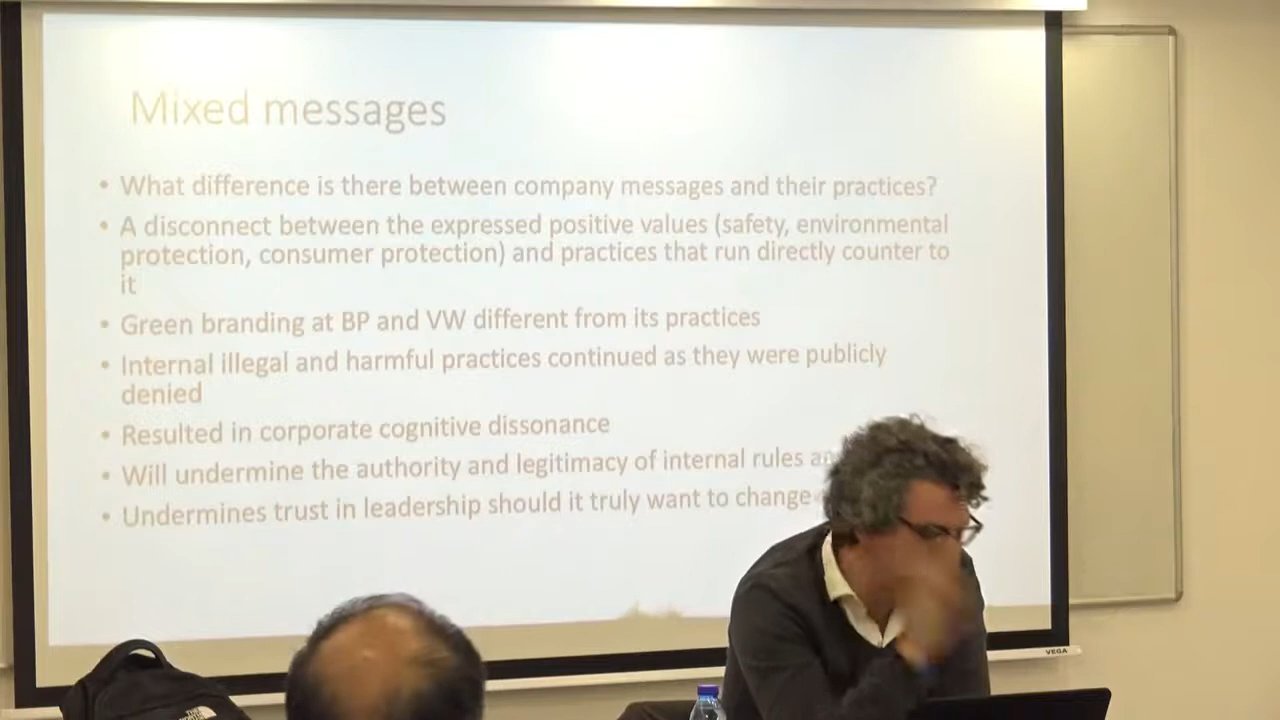 Mixed messages
• What difference is there between company messages and their practices?
• A disconnect between the expressed positive values (safety, environmental
protection, consumer protection) and practices that run directly counter to
it
• Green branding at BP and VW different from its practices
• Internal illegal and harmful practices continued as they were publicly
denied
• Resulted in corporate cognitive dissonance
• Will undermine the authority and legitimacy of internal rules
• Undermines trust in leadership should it truly want to change
VEGA